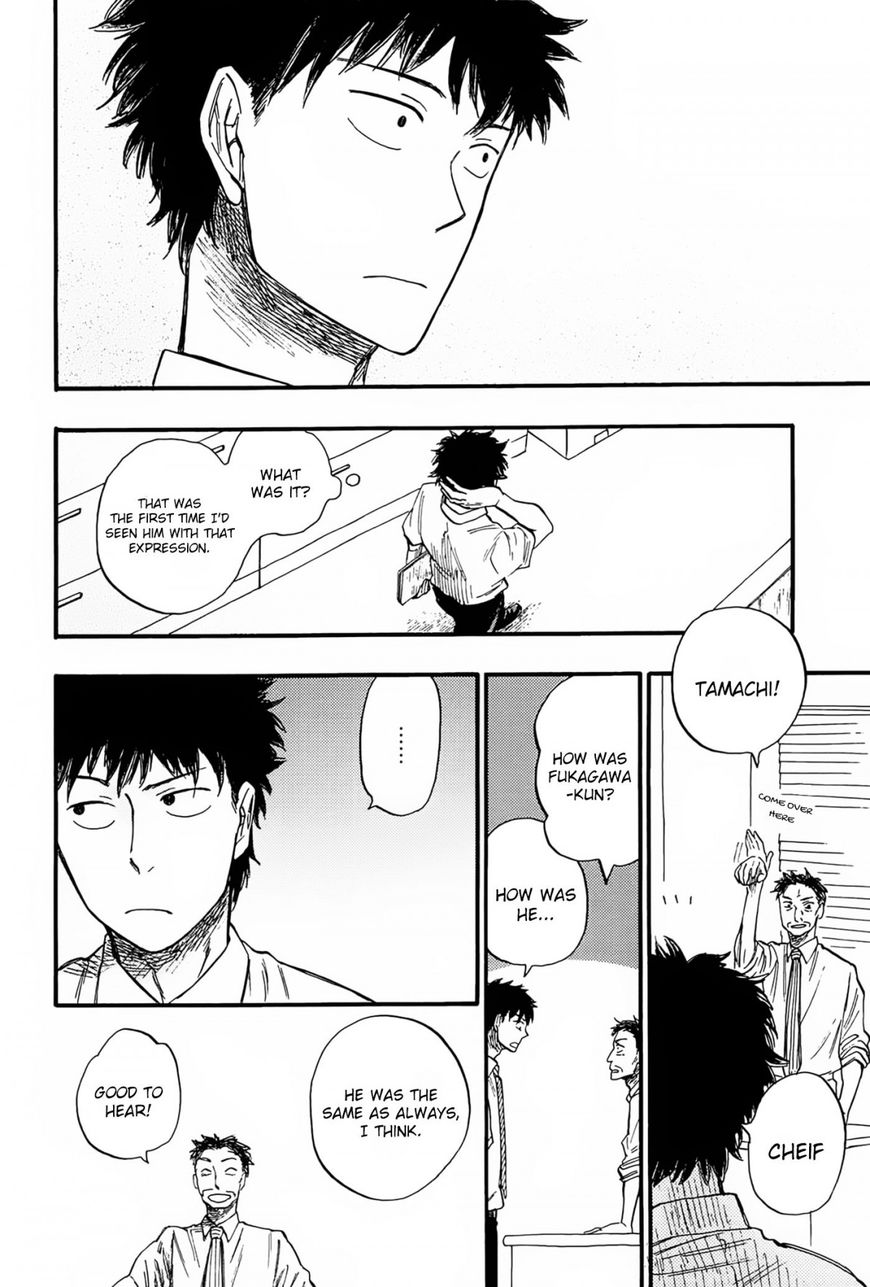 WHAT
WAS IT?
THAT WAS
THE FIRST TIME I'D
SEEN HIM WITH THAT
EXPRESSION.
TAMACHI!
COME OVER
HERE
CHEIF
HOW WAS
FUKAGAWA
-KUN?
HOW WAS
HE...
......
HE WAS THE
SAME AS ALWAYS,
I THINK.
GOOD TO
HEAR!